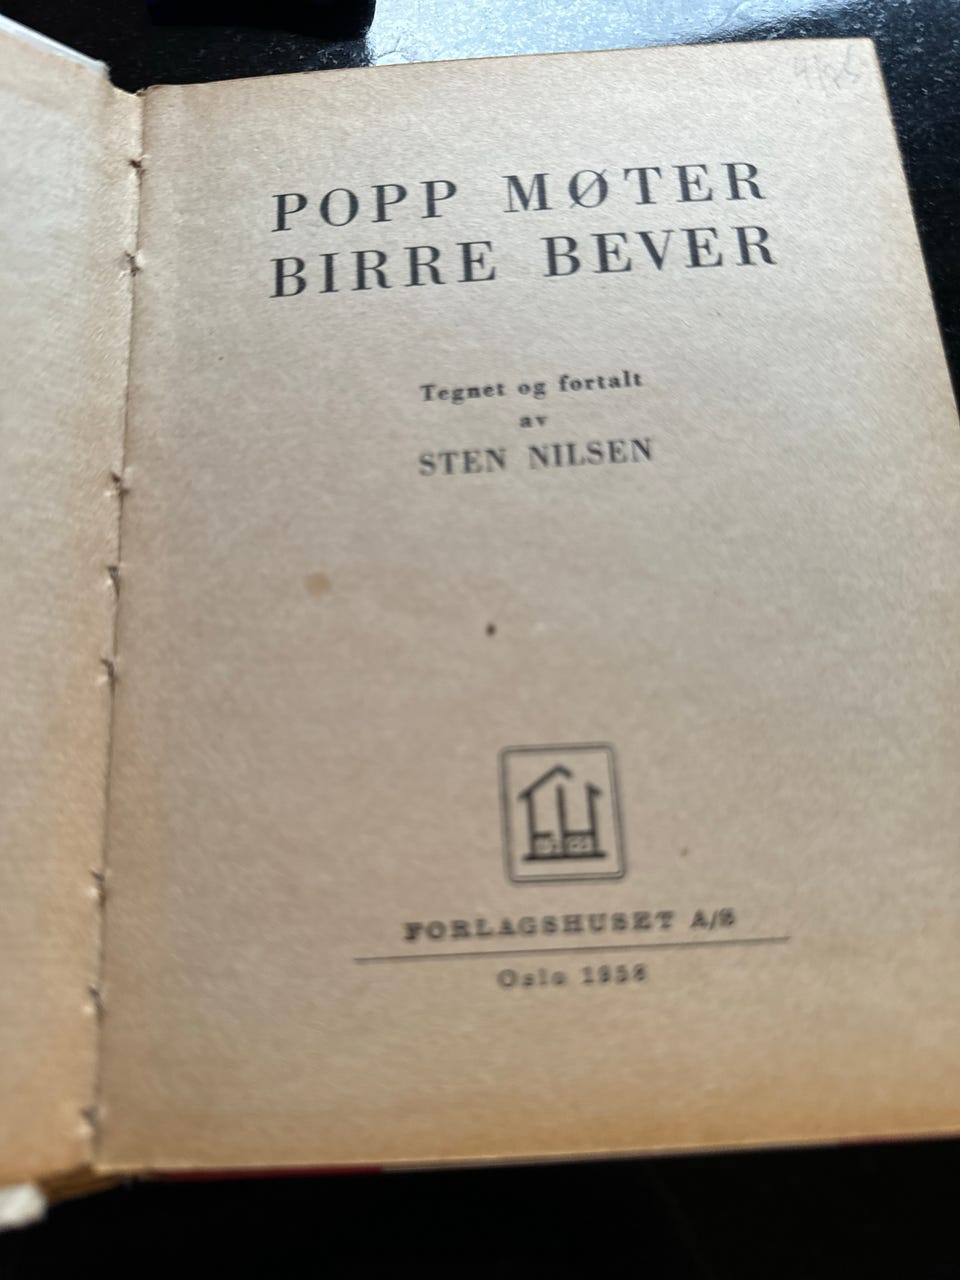 POPP MØTER
BIRRE BEVER
Tegnet og fortalt
av
STEN NILSEN
FORLAGSHUSET A/S
Oslo